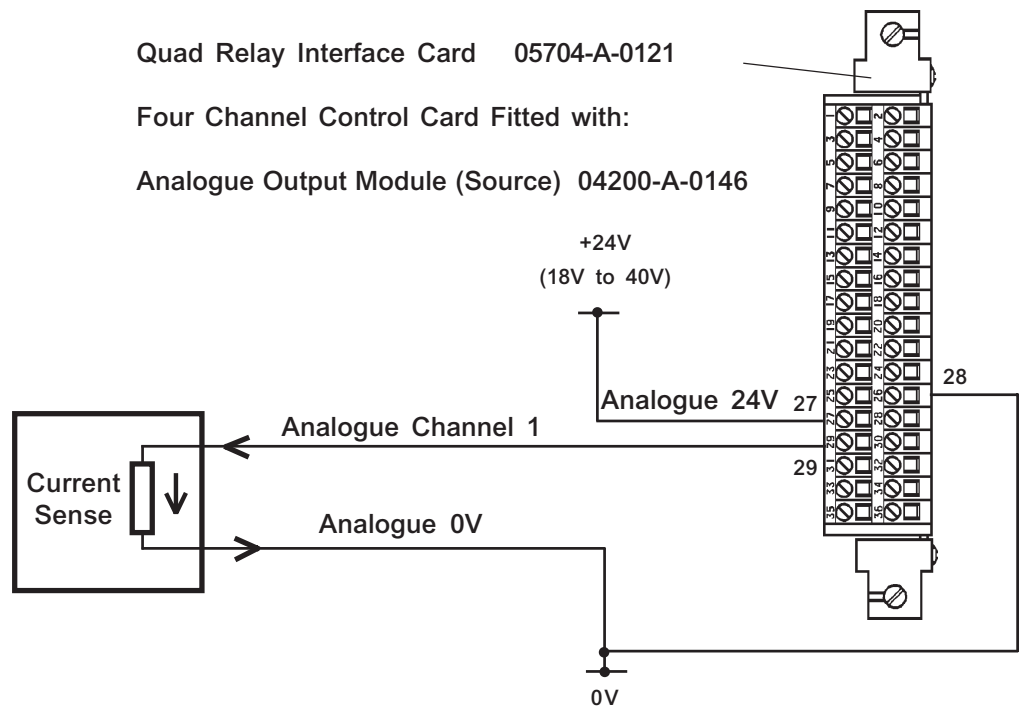 Quad Relay Interface Card 05704-A-0121
Four Channel Control Card Fitted with:
Analogue Output Module (Source) 04200-A-0146
+24V
(18V to 40V)
1 2
3 4
5 6
7 8
9 10
11 12
13 14
15 16
17 18
19 20
21 22
23 24
25 26
27 28
29 30
31 32
33 34
35 36
28
Analogue 24V 27
Analogue Channel 1
29
Current
Sense
Analogue 0V
0V